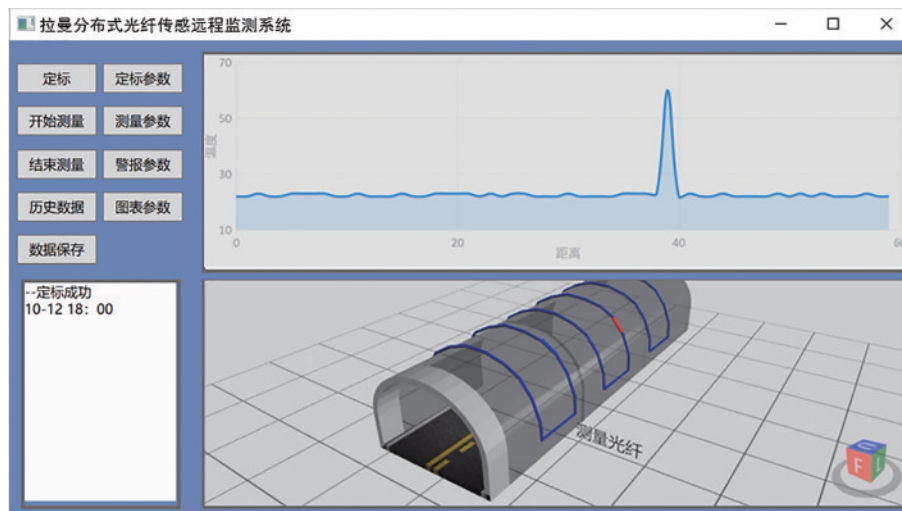 拉曼分布式光纤传感远程监测系统
定标 定标参数
开始测量 测量参数
结束测量 警报参数
历史数据 图表参数
数据保存
--定标成功
10-12 18：00
70
50
30
10
温度
0 20 40 60
距离
测量光纤
F